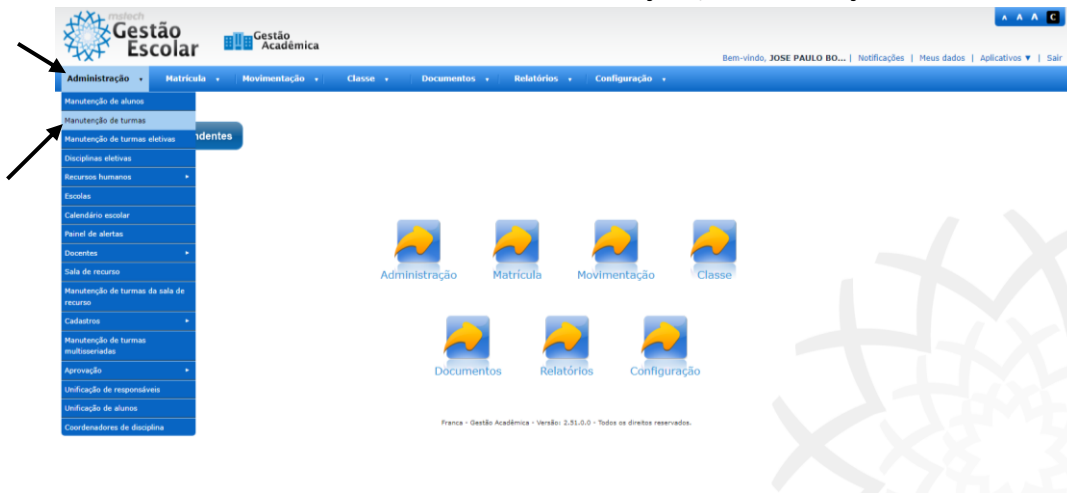 mstech
Gestão
Escolar
Gestão
Acadêmica
A A A C
Bem-vindo, JOSE PAULO BO... | Notificações | Meus dados | Aplicativos ▼ | Sair
Administração Matrícula Movimentação Classe Documentos Relatórios Configuração
Manutenção de alunos
Manutenção de turmas
Manutenção de turmas eletivas
ndentes
Disciplinas eletivas
Recursos humanos
Escolas
Calendário escolar
Painel de alertas
Docentes
Sala de recurso
Manutenção de turmas da sala de
recurso
Cadastros
Manutenção de turmas
multisseriadas
Aprovação
Unificação de responsáveis
Unificação de alunos
Coordenadores de disciplina
Administração Matrícula Movimentação Classe
Documentos Relatórios Configuração
Franca - Gestão Acadêmica - Versão: 2.51.0.0 - Todos os direitos reservados.